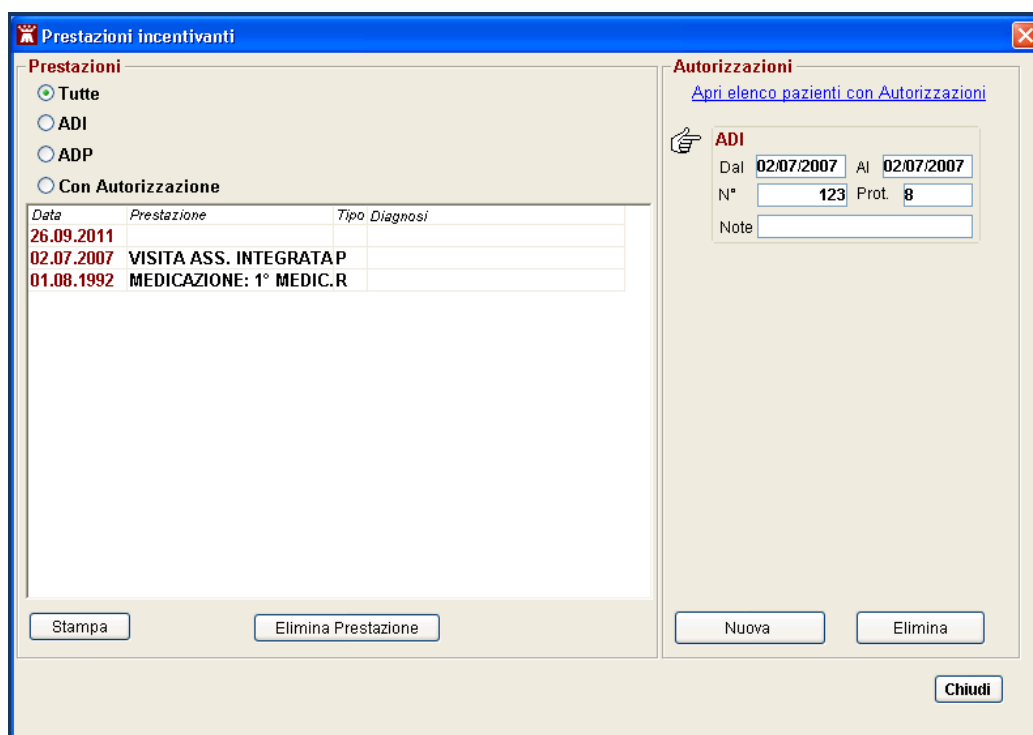 Prestazioni incentivanti
Prestazioni
Tutte
ADI
ADP
Con Autorizzazione
Data Prestazione Tipo Diagnosi
26.09.2011
02.07.2007 VISITA ASS. INTEGRATA P
01.08.1992 MEDICAZIONE: 1° MEDIC. R
Stampa Elimina Prestazione
Autorizzazioni
Apri elenco pazienti con Autorizzazioni
ADI
Dal 02/07/2007 Al 02/07/2007
N° 123 Prot. 8
Note
Nuova Elimina
Chiudi